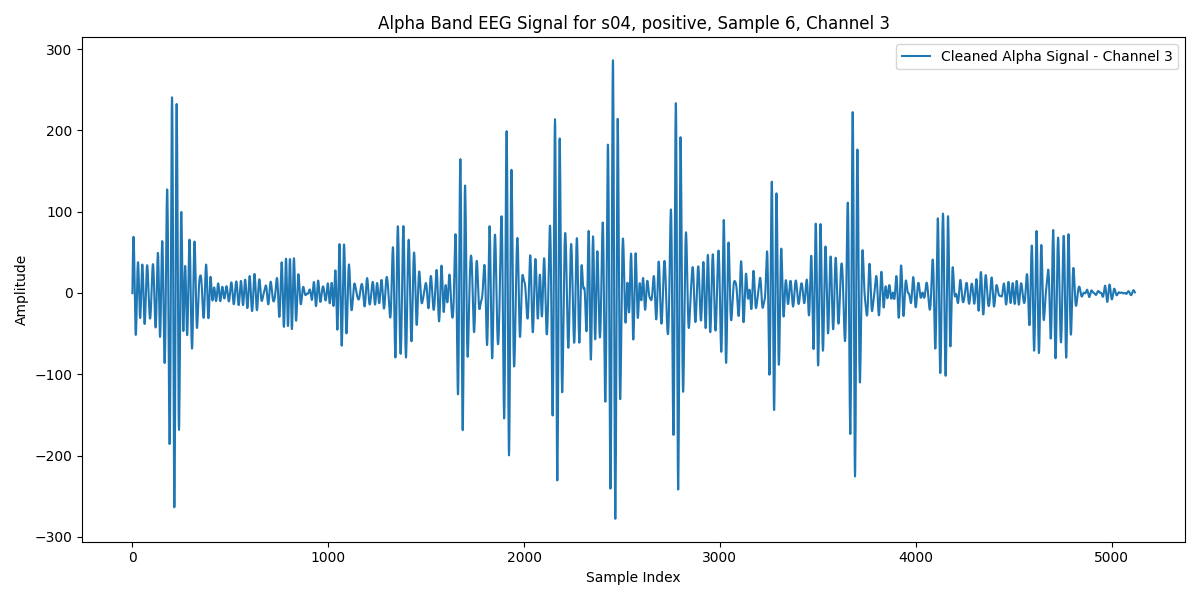 Alpha Band EEG Signal for s04, positive, Sample 6, Channel 3
Cleaned Alpha Signal - Channel 3
300
200
100
0
−100
−200
−300
Amplitude
0 1000 2000 3000 4000 5000
Sample Index